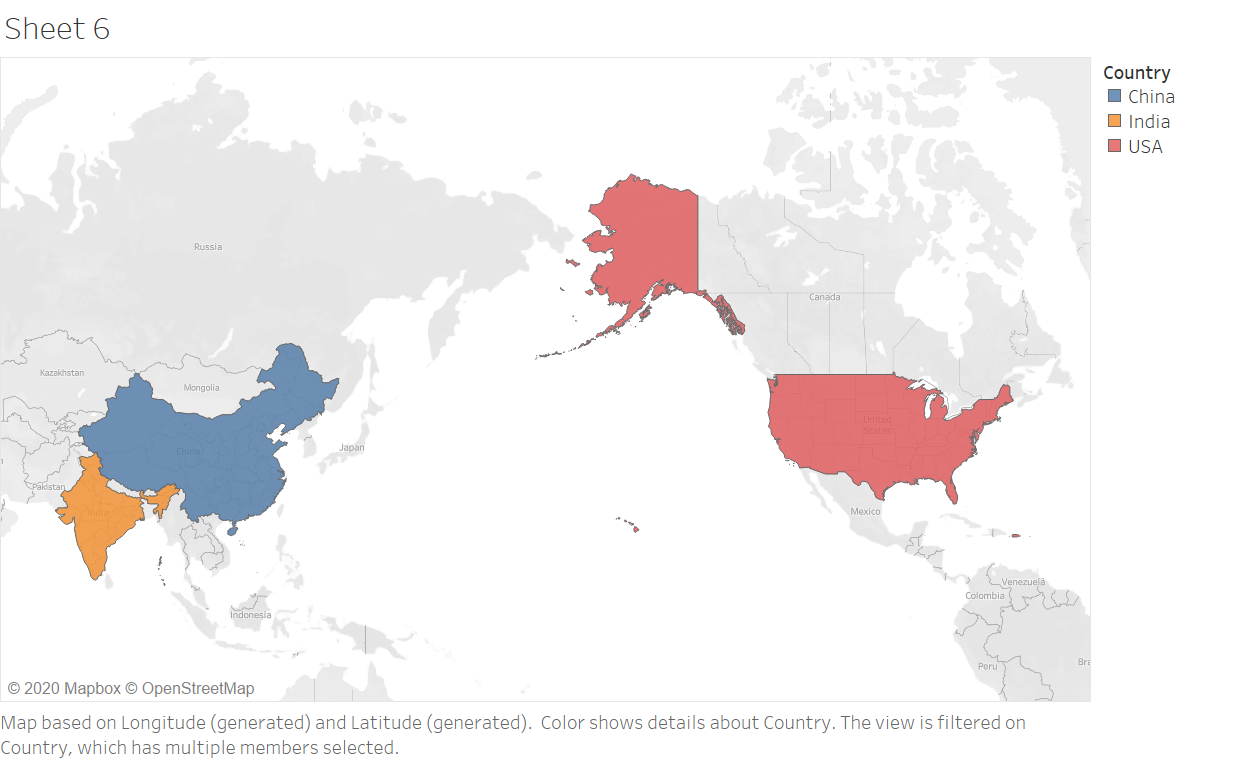 Sheet 6
Country
China
India
USA
Russia
Canada
Kazakhstan
Mongolia
China
Japan
United
States
Pakistan
India
Mexico
Venezuela
Colombia
Indonesia
Peru
Bra
© 2020 Mapbox © OpenStreetMap
Map based on Longitude (generated) and Latitude (generated).  Color shows details about Country. The view is filtered on
Country, which has multiple members selected.